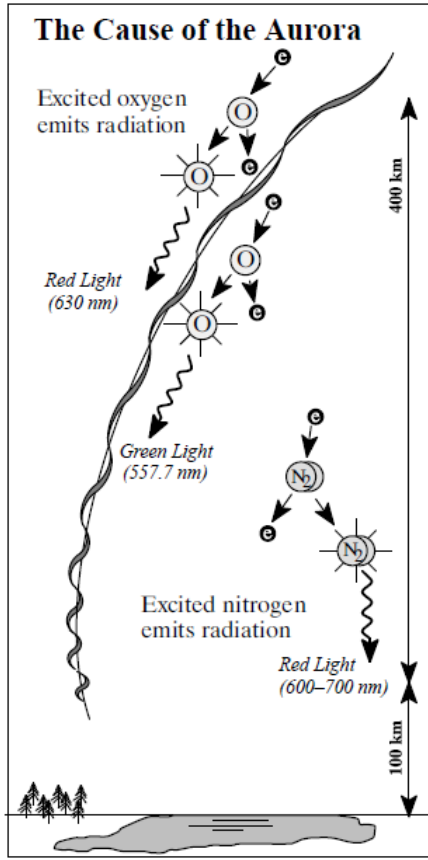 The Cause of the Aurora
e
Excited oxygen
emits radiation
O
e
O
e
400 km
O
Red Light
(630 nm)
O
e
Green Light
(557.7 nm)
e
N2
e
N2
Excited nitrogen
emits radiation
Red Light
(600–700 nm)
100 km